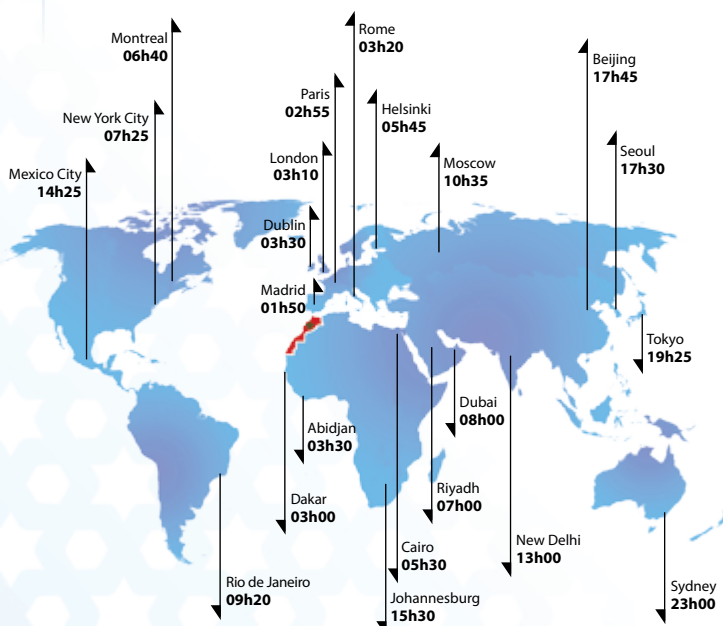 Montreal
06h40
New York City
07h25
Mexico City
14h25
Rome
03h20
Paris
02h55
Helsinki
05h45
London
03h10
Moscow
10h35
Dublin
03h30
Madrid
01h50
Beijing
17h45
Seoul
17h30
Tokyo
19h25
Dubai
08h00
Abidjan
03h30
Riyadh
07h00
Dakar
03h00
Cairo
05h30
New Delhi
13h00
Rio de Janeiro
09h20
Johannesburg
15h30
Sydney
23h00